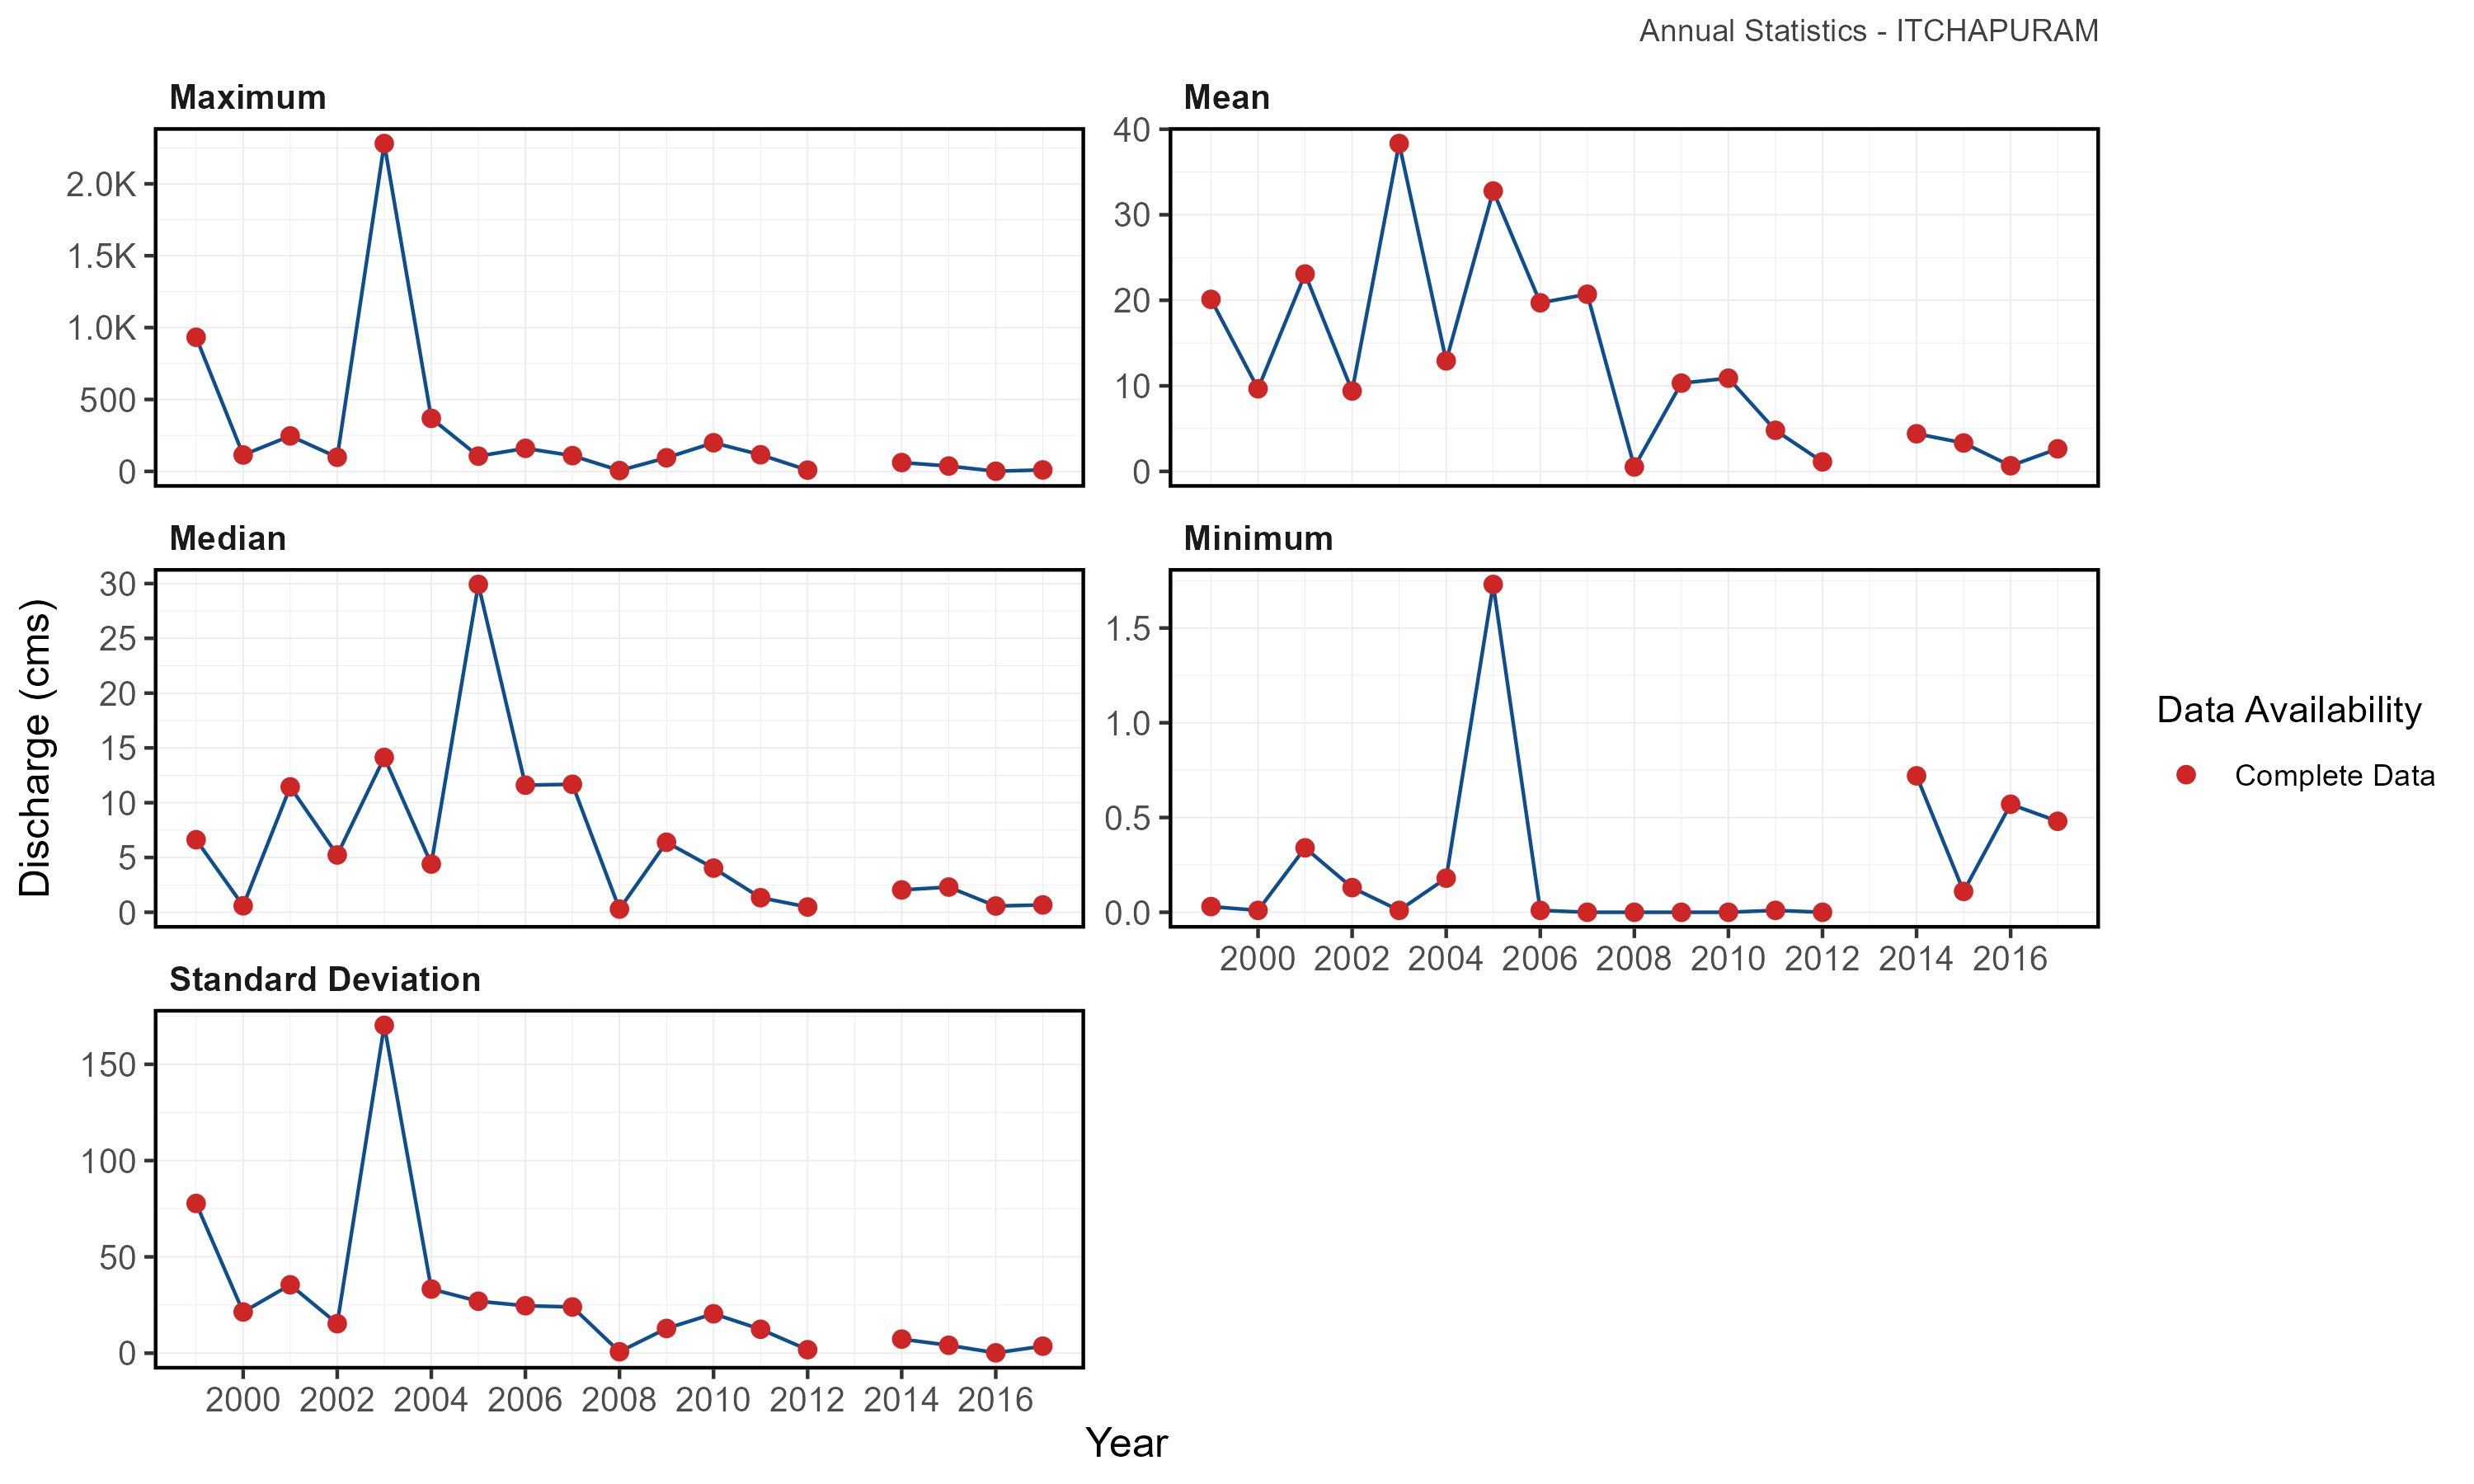 Annual Statistics - ITCHAPURAM
Maximum
2.0K
1.5K
1.0K
500
0
Mean
40
30
20
10
0
Median
30
25
20
15
10
5
0
Minimum
1.5
1.0
0.5
0.0
2000 2002 2004 2006 2008 2010 2012 2014 2016
Standard Deviation
150
100
50
0
2000 2002 2004 2006 2008 2010 2012 2014 2016
Discharge (cms)
Year
Data Availability
Complete Data